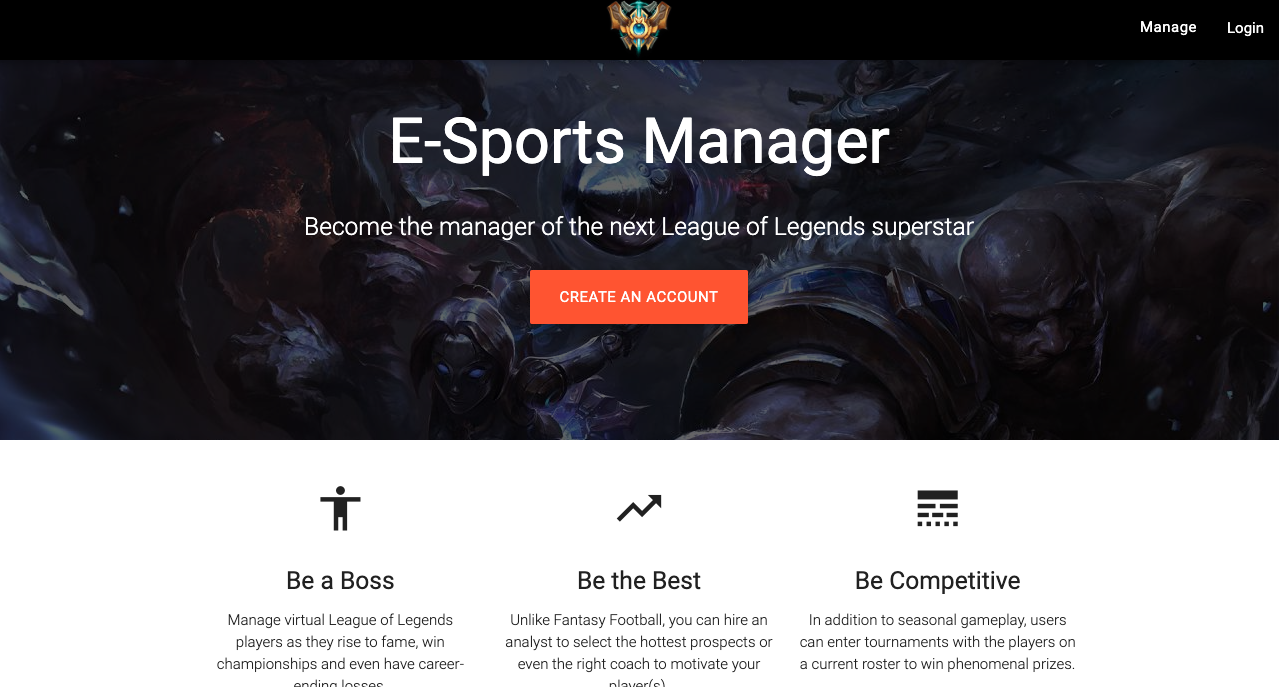 Manage
Login
E-Sports Manager
Become the manager of the next League of Legends superstar
CREATE AN ACCOUNT
Be a Boss
Manage virtual League of Legends
players as they rise to fame, win
championships and even have career-
ending losses.
Be the Best
Unlike Fantasy Football, you can hire an
analyst to select the hottest prospects or
even the right coach to motivate your
player(s).
Be Competitive
In addition to seasonal gameplay, users
can enter tournaments with the players on
a current roster to win phenomenal prizes.